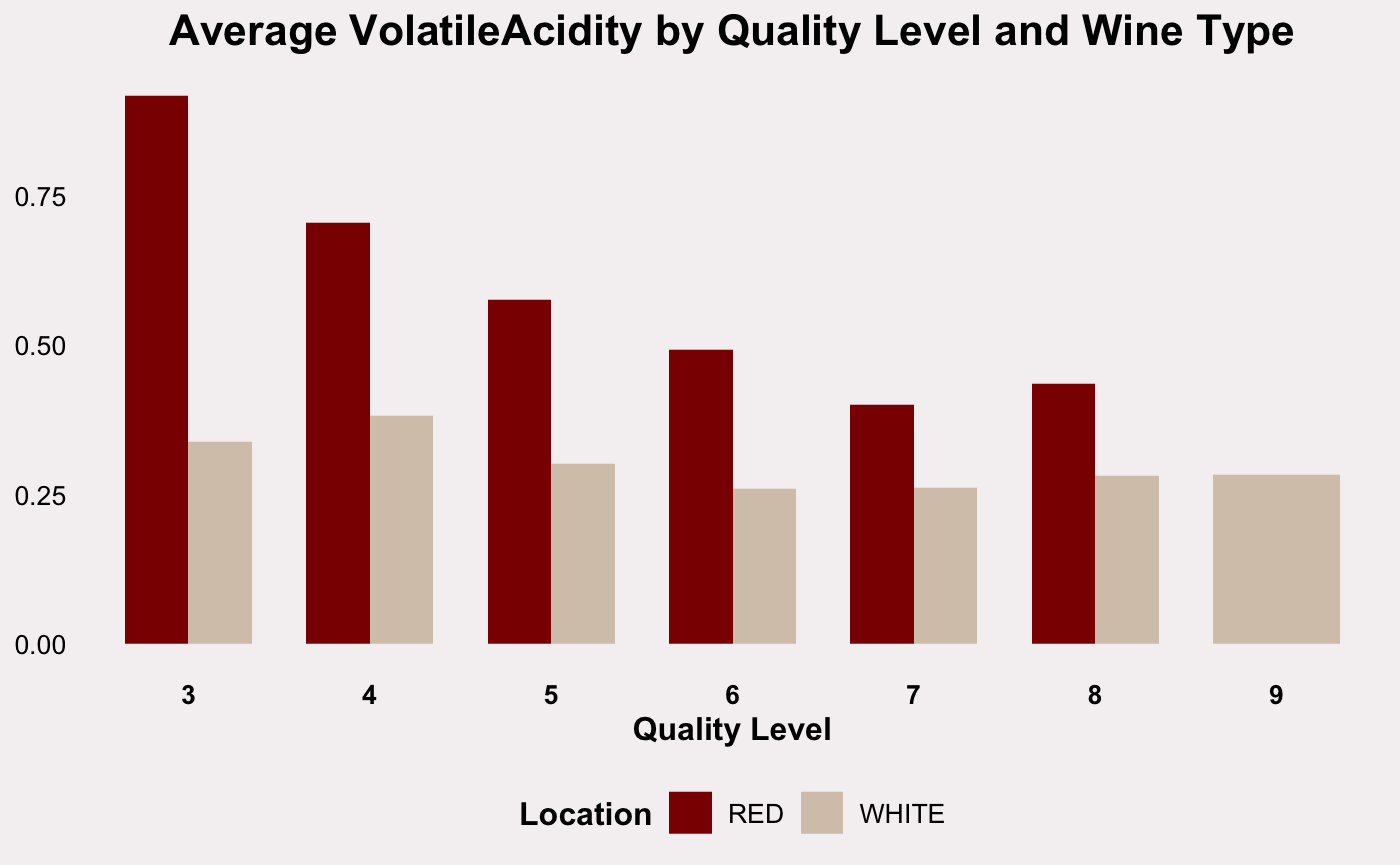 Average VolatileAcidity by Quality Level and Wine Type
0.75
0.50
0.25
0.00
3 4 5 6 7 8 9
Quality Level
Location RED WHITE